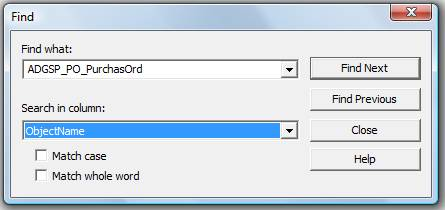 Find
Find what:
ADGSP_PO_PurchasOrd
Find Next
Find Previous
Search in column:
ObjectName
Close
Match case
Help
Match whole word